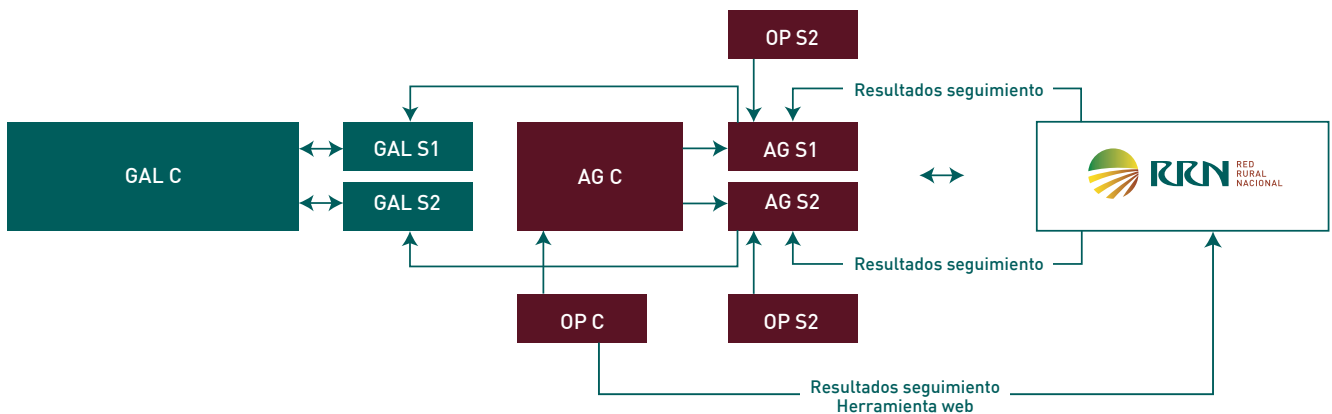 OP S2
Resultados seguimiento
GAL C
GAL S1
GAL S2
AG C
AG S1
AG S2
RRN
RED
RURAL
NACIONAL
Resultados seguimiento
OP C
OP S2
Resultados seguimiento
Herramienta web